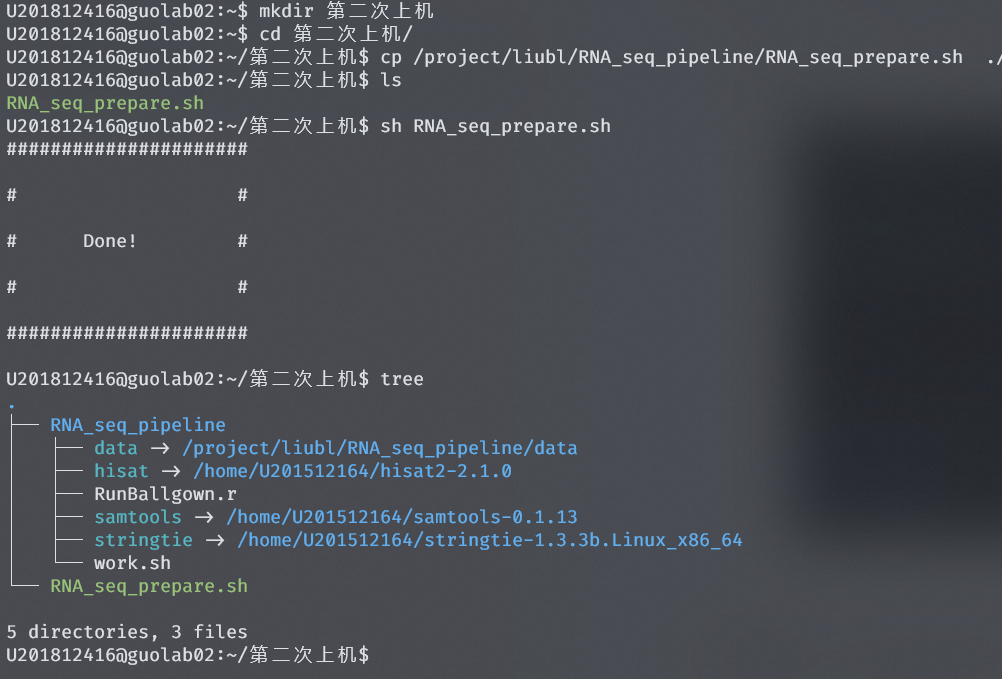 U201812416@guolab02:~$ mkdir 第二次上机
U201812416@guolab02:~$ cd 第二次上机/
U201812416@guolab02:~/第二次上机$ cp /project/liubl/RNA_seq_pipeline/RNA_seq_prepare.sh  ./
U201812416@guolab02:~/第二次上机$ ls
RNA_seq_prepare.sh
U201812416@guolab02:~/第二次上机$ sh RNA_seq_prepare.sh
######################
#                    #
#      Done!         #
#                    #
######################
U201812416@guolab02:~/第二次上机$ tree
.
├── RNA_seq_pipeline
│   ├── data -> /project/liubl/RNA_seq_pipeline/data
│   ├── hisat -> /home/U201512164/hisat2-2.1.0
│   ├── RunBallgown.r
│   ├── samtools -> /home/U201512164/samtools-0.1.13
│   ├── stringtie -> /home/U201512164/stringtie-1.3.3b.Linux_x86_64
│   └── work.sh
└── RNA_seq_prepare.sh
5 directories, 3 files
U201812416@guolab02:~/第二次上机$